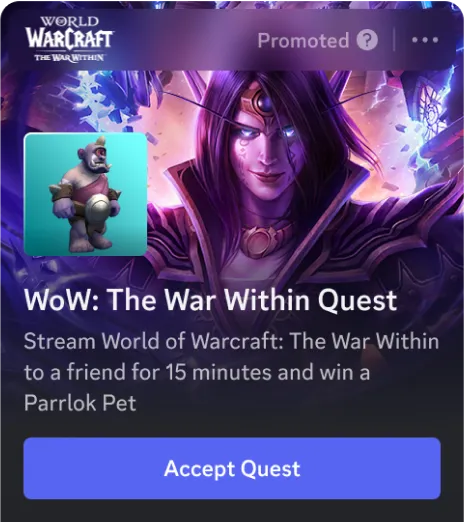 WORLD
WARCRAFT
THE WAR WITHIN
Promoted ?
WoW: The War Within Quest
Stream World of Warcraft: The War Within
to a friend for 15 minutes and win a
Parrlok Pet
Accept Quest